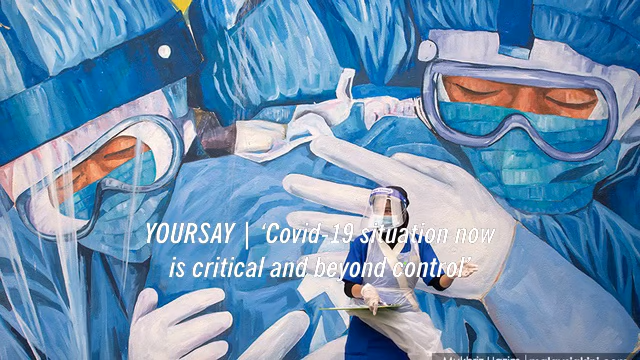 YOURSAY | ‘Covid-19 situation now
is critical and beyond control’